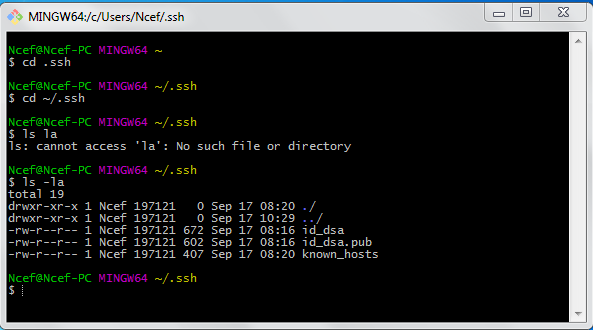 MINGW64:/c/Users/Ncef/.ssh
Ncef@Ncef-PC MINGW64 ~
$ cd .ssh
Ncef@Ncef-PC MINGW64 ~/.ssh
$ cd ~/.ssh
Ncef@Ncef-PC MINGW64 ~/.ssh
$ ls la
ls: cannot access 'la': No such file or directory
Ncef@Ncef-PC MINGW64 ~/.ssh
$ ls -la
total 19
drwxr-xr-x 1 Ncef 197121   0 Sep 17 08:20 ./
drwxr-xr-x 1 Ncef 197121   0 Sep 17 10:29 ../
-rw-r--r-- 1 Ncef 197121 672 Sep 17 08:16 id_dsa
-rw-r--r-- 1 Ncef 197121 602 Sep 17 08:16 id_dsa.pub
-rw-r--r-- 1 Ncef 197121 407 Sep 17 08:20 known_hosts
Ncef@Ncef-PC MINGW64 ~/.ssh
$